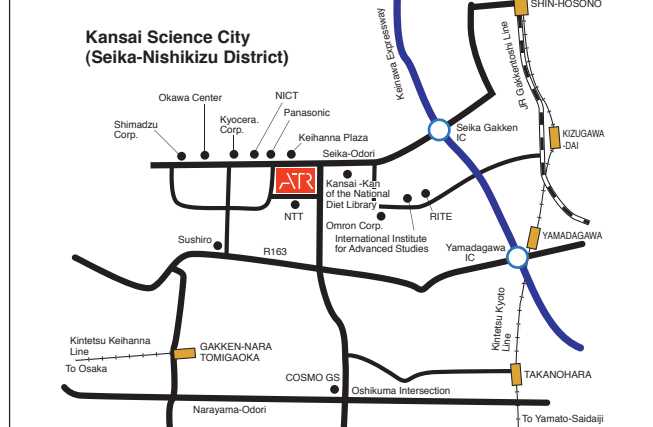 SHIN-HOSONO
Kansai Science City
(Seika-Nishikizu District)
Keinawa Expressway
JR Gakkentoshi Line
Okawa Center
NICT
Panasonic
Kyocera.
Corp.
Shimadzu
Corp.
Keihanna Plaza
Seika-Odori
Seika Gakken
IC
KIZUGAWA
-DAI
ATR
Kansai -Kan
of the National
Diet Library
NTT
RITE
Omron Corp.
International Institute
for Advanced Studies
Sushiro
R163
Yamadagawa
IC
YAMADAGAWA
Kintetsu Kyoto
Line
Kintetsu Keihanna
Line
To Osaka
GAKKEN-NARA
TOMIGAOKA
COSMO GS
Oshikuma Intersection
TAKANOHARA
Narayama-Odori
To Yamato-Saidaiji